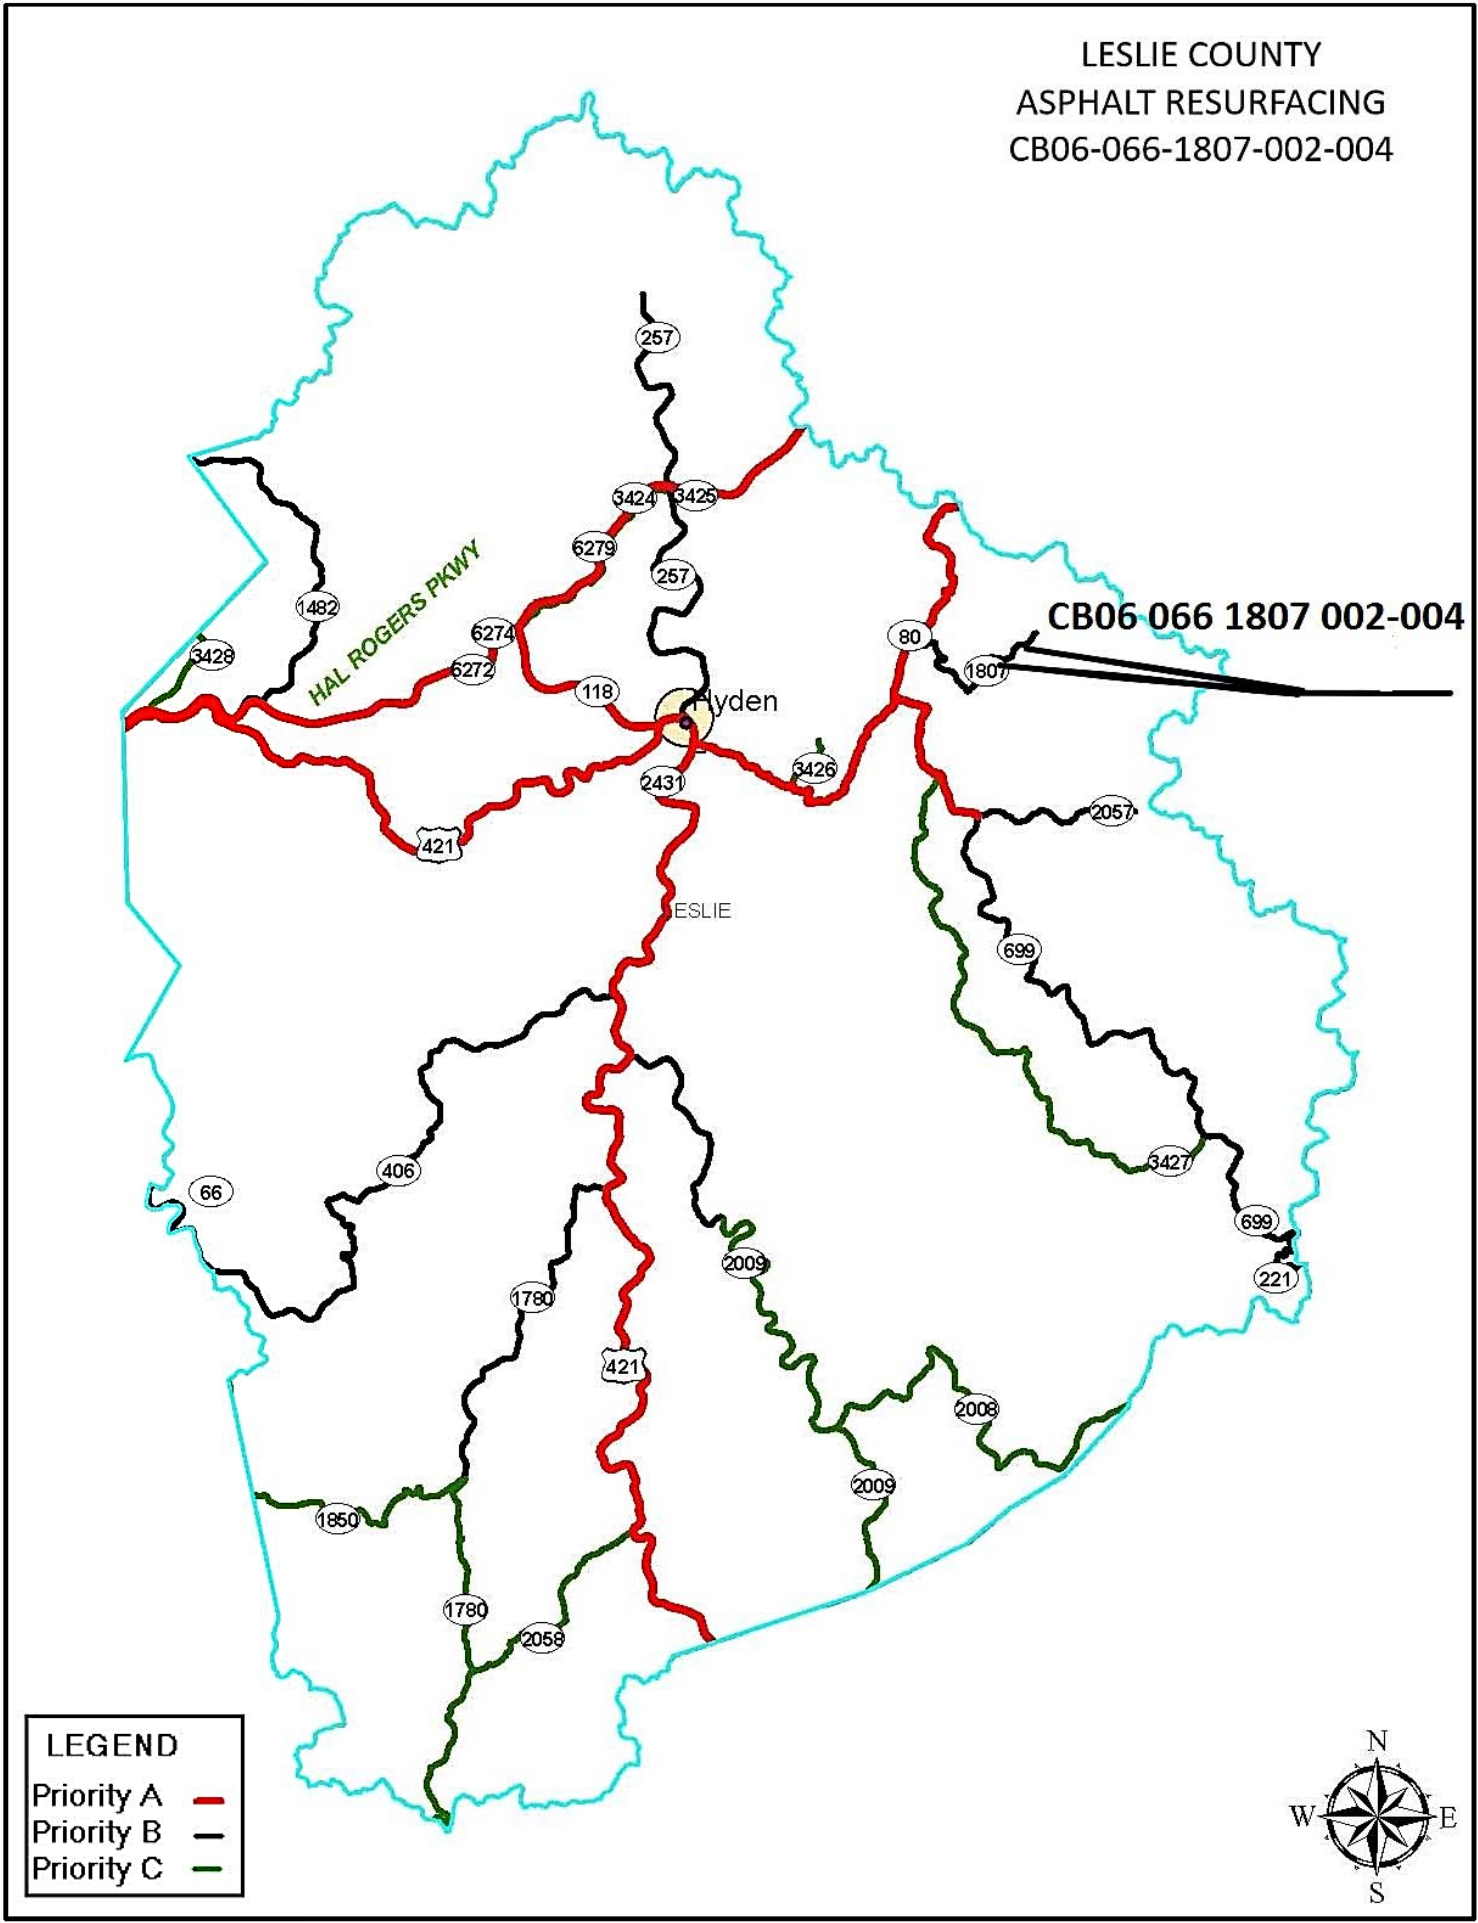 LESLIE COUNTY
ASPHALT RESURFACING
CB06-066-1807-002-004
257
3424
3425
6279
257
HAL ROGERS PKWY
1482
6274
6272
3428
118
Hyden
80
CB06 066 1807 002-004
1807
3426
2431
2057
421
ESLIE
699
406
66
3427
699
221
2009
1780
421
2008
2009
1850
1780
2058
LEGEND
Priority A
Priority B
Priority C
N
W
E
S